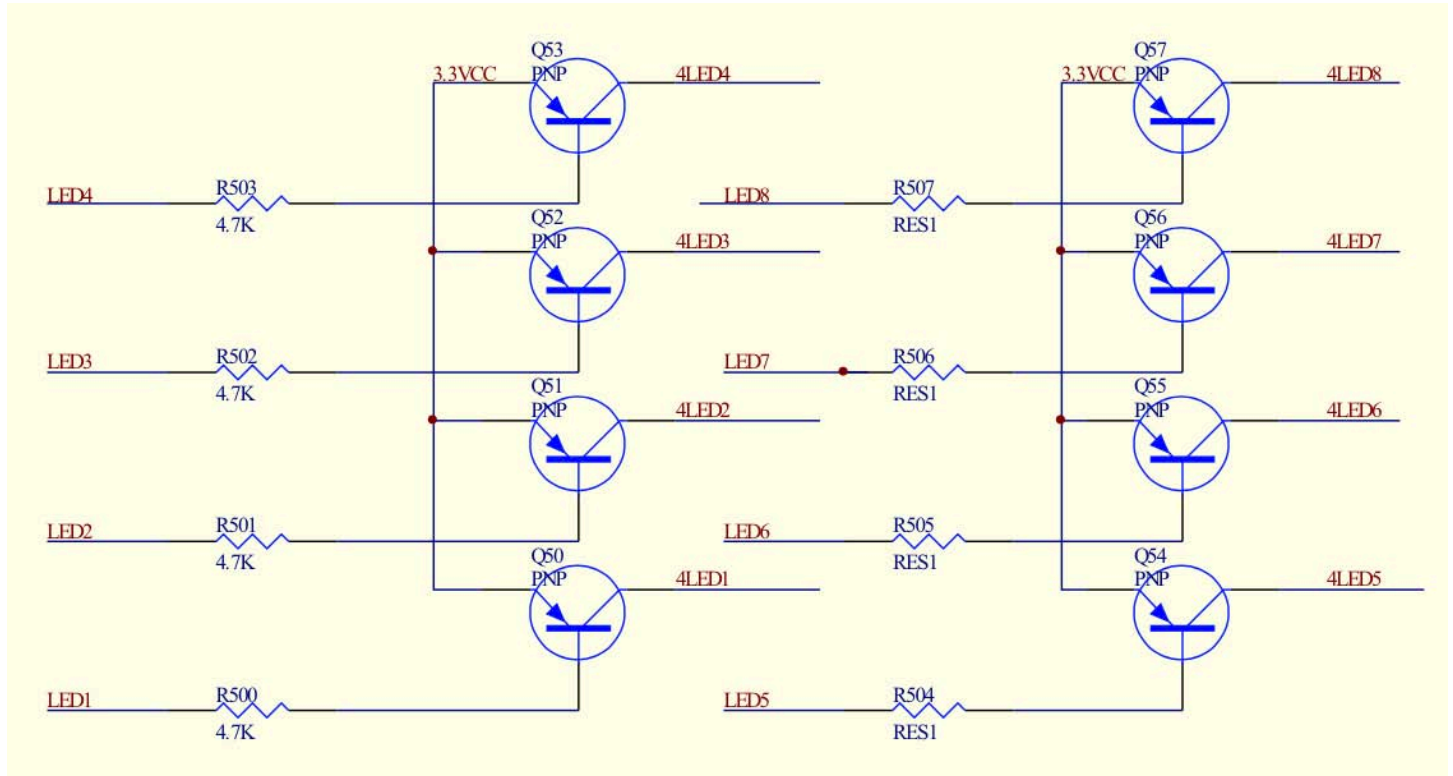 Q53
3.3VCC PNP 4LED4
LED4 R503
4.7K
Q52
PNP 4LED3
LED3 R502
4.7K
Q51
PNP 4LED2
LED2 R501
4.7K
Q50
PNP 4LED1
LED1 R500
4.7K
Q57
3.3VCC PNP 4LED8
LED8 R507
RES1
Q56
PNP 4LED7
LED7 R506
RES1
Q55
PNP 4LED6
LED6 R505
RES1
Q54
PNP 4LED5
LED5 R504
RES1